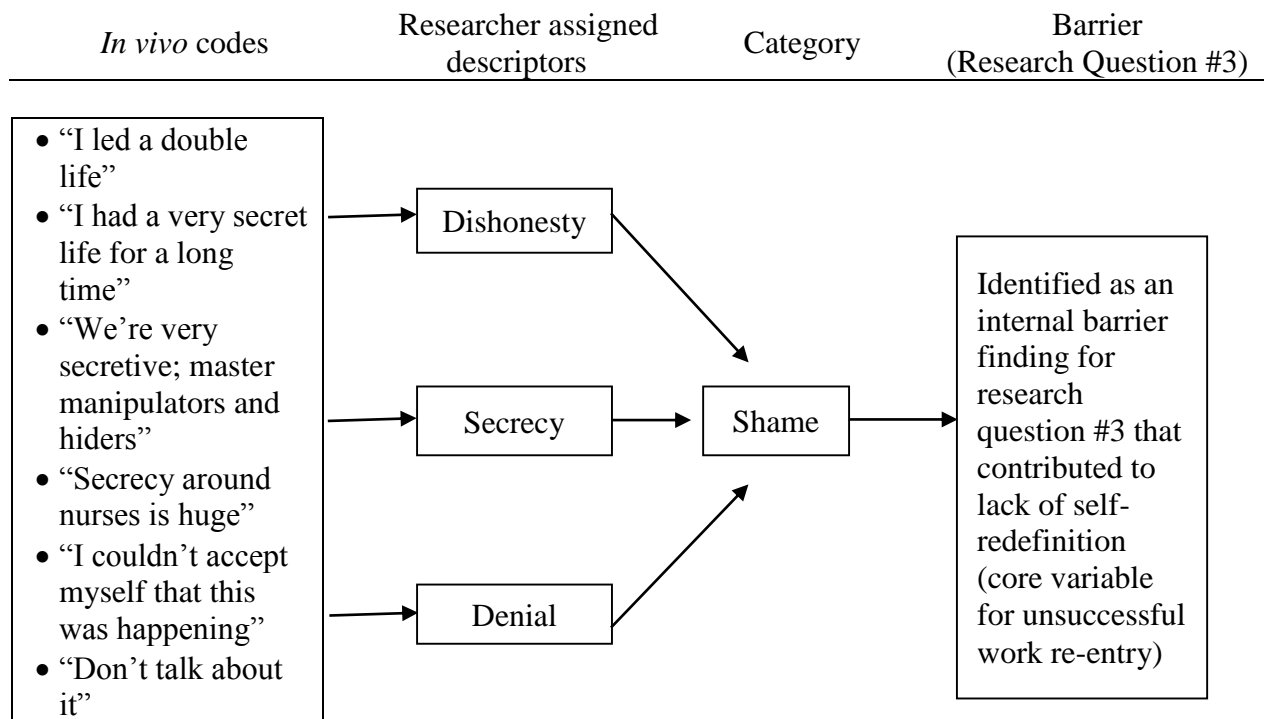 In vivo codes
Researcher assigned
descriptors
Category
Barrier
(Research Question #3)
• “I led a double
life”
• “I had a very secret
life for a long
time”
• “We’re very
secretive; master
manipulators and
hiders”
• “Secrecy around
nurses is huge”
• “I couldn’t accept
myself that this
was happening”
• “Don’t talk about
it”
Dishonesty
Secrecy
Denial
Shame
Identified as an
internal barrier
finding for
research
question #3 that
contributed to
lack of self-
redefinition
(core variable
for unsuccessful
work re-entry)